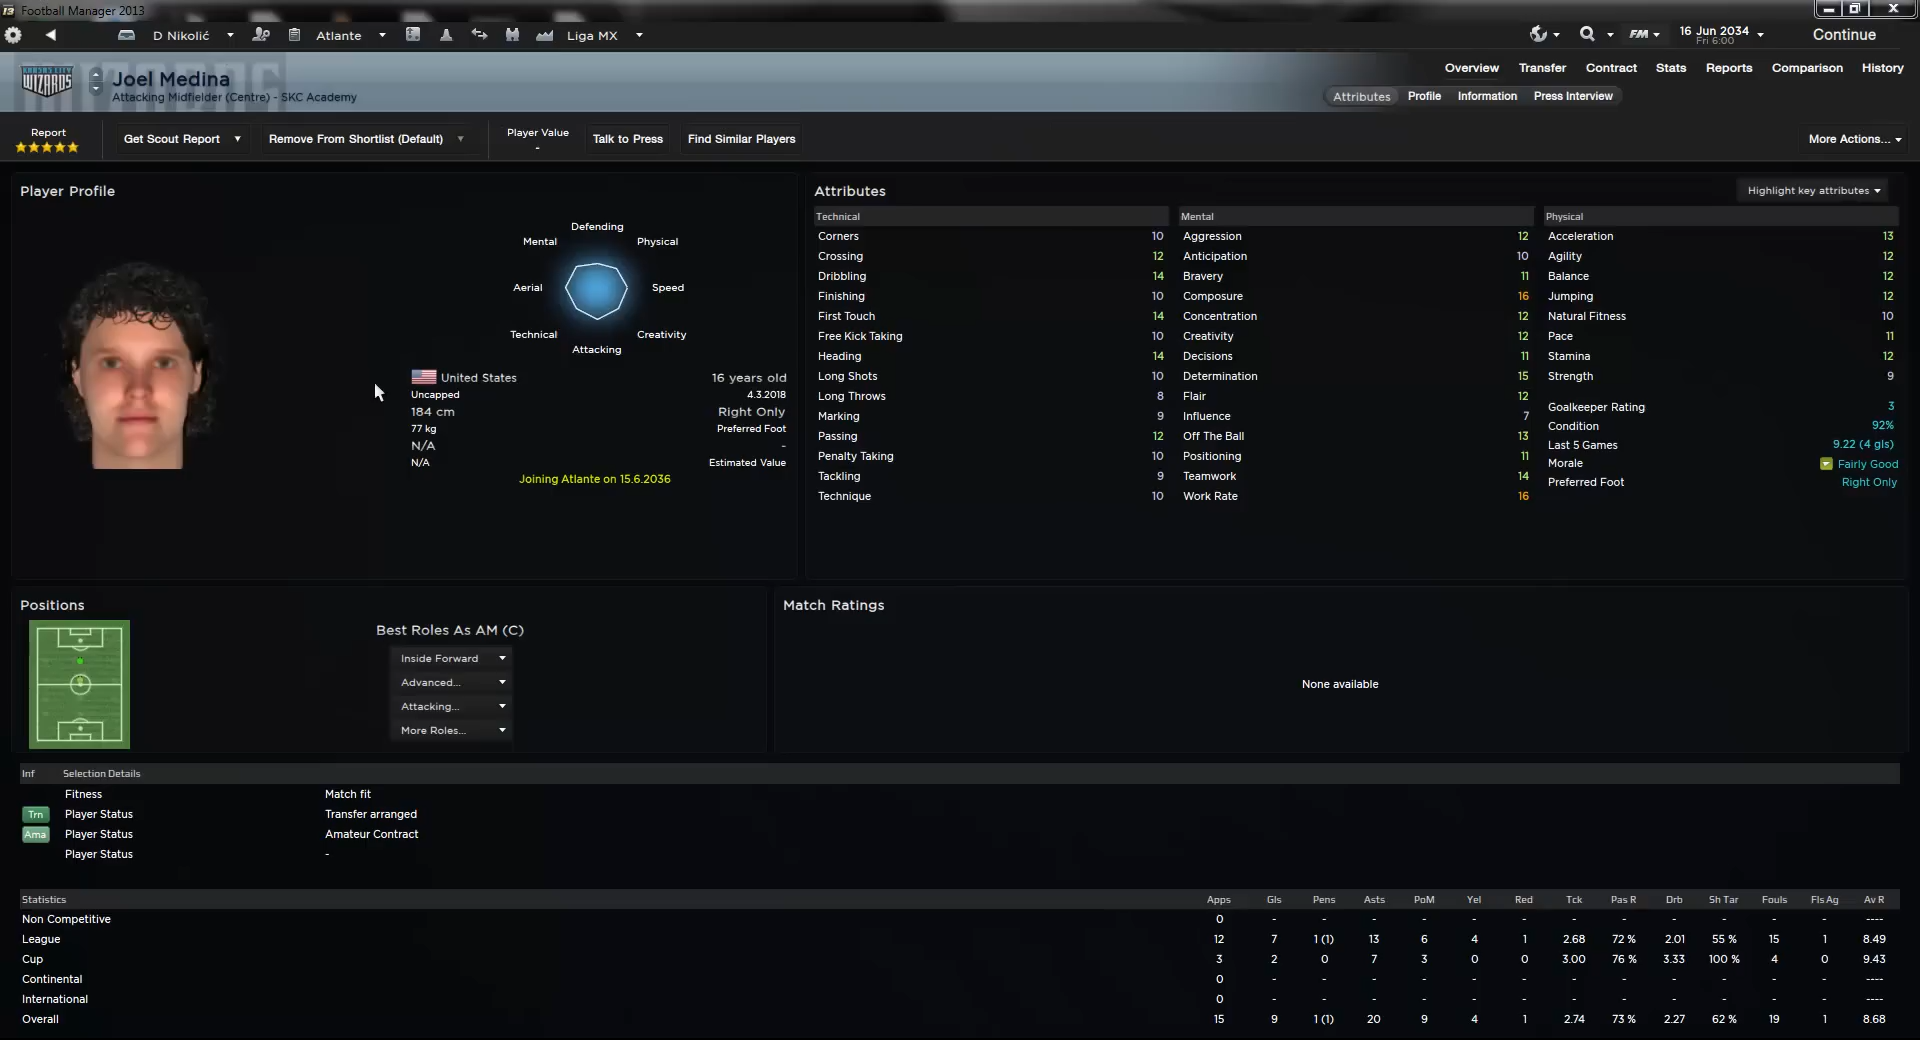 Football Manager 2013
D Nikolić Atlante Liga MX FM 16 Jun 2034 Continue
Fri 6:00
KANSAS CITY WIZARDS
Joel Medina
Attacking Midfielder (Centre) - SKC Academy
Overview Transfer Contract Stats Reports Comparison History
Attributes Profile Information Press Interview
Report
Get Scout Report Remove From Shortlist (Default)
Player Value
-
Talk to Press Find Similar Players More Actions...
Player Profile
Defending
Mental Physical
Aerial Speed
Technical Creativity
Attacking
United States 16 years old
Uncapped 4.3.2018
184 cm Right Only
77 kg Preferred Foot
N/A -
N/A Estimated Value
Joining Atlante on 15.6.2036
Attributes Highlight key attributes
Technical Mental Physical
Corners 10 Aggression 12 Acceleration 13
Crossing 12 Anticipation 10 Agility 12
Dribbling 14 Bravery 11 Balance 12
Finishing 10 Composure 16 Jumping 12
First Touch 14 Concentration 12 Natural Fitness 10
Free Kick Taking 10 Creativity 12 Pace 11
Heading 14 Decisions 11 Stamina 12
Long Shots 10 Determination 15 Strength 9
Long Throws 8 Flair 12
Goalkeeper Rating 3
Marking 9 Influence 7
Condition 92%
Passing 12 Off The Ball 13
Last 5 Games 9.22 (4 gls)
Penalty Taking 10 Positioning 11
Morale Fairly Good
Tackling 9 Teamwork 14
Preferred Foot Right Only
Technique 10 Work Rate 16
Positions
Best Roles As AM (C)
Inside Forward
Advanced...
Attacking...
More Roles...
Match Ratings
None available
Inf Selection Details
Fitness Match fit
Trn Player Status Transfer arranged
Ama Player Status Amateur Contract
Player Status -
Statistics Apps Gls Pens Asts PoM Yel Red Tck Pas R Drb Sh Tar Fouls Fls Ag Av R
Non Competitive 0 - - - - - - - - - - - - ----
League 12 7 1 (1) 13 6 4 1 2.68 72 % 2.01 55 % 15 1 8.49
Cup 3 2 0 7 3 0 0 3.00 76 % 3.33 100 % 4 0 9.43
Continental 0 - - - - - - - - - - - - ----
International 0 - - - - - - - - - - - - ----
Overall 15 9 1 (1) 20 9 4 1 2.74 73 % 2.27 62 % 19 1 8.68